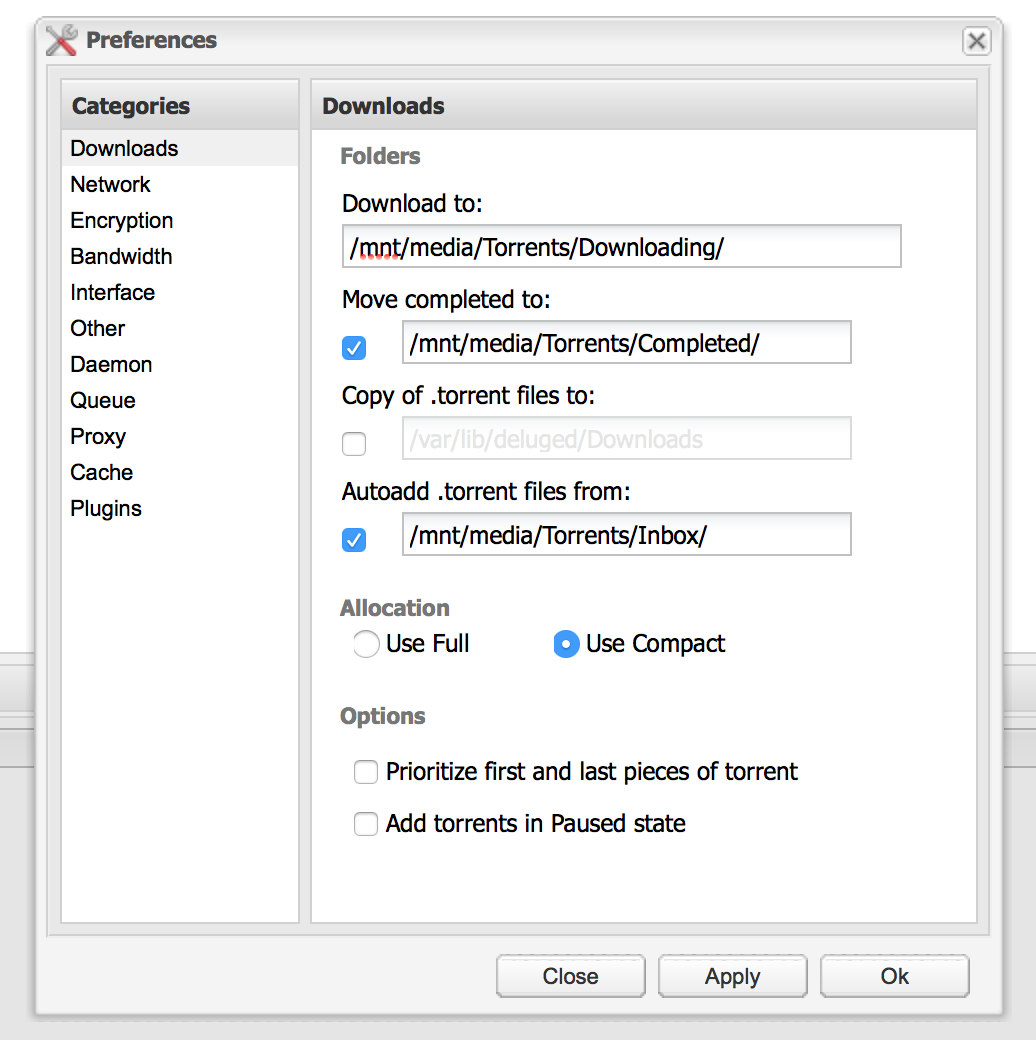 Preferences
Categories
Downloads
Network
Encryption
Bandwidth
Interface
Other
Daemon
Queue
Proxy
Cache
Plugins
Downloads
Folders
Download to:
/mnt/media/Torrents/Downloading/
Move completed to:
/mnt/media/Torrents/Completed/
Copy of .torrent files to:
/var/lib/deluged/Downloads
Autoadd .torrent files from:
/mnt/media/Torrents/Inbox/
Allocation
Use Full Use Compact
Options
Prioritize first and last pieces of torrent
Add torrents in Paused state
Close Apply Ok